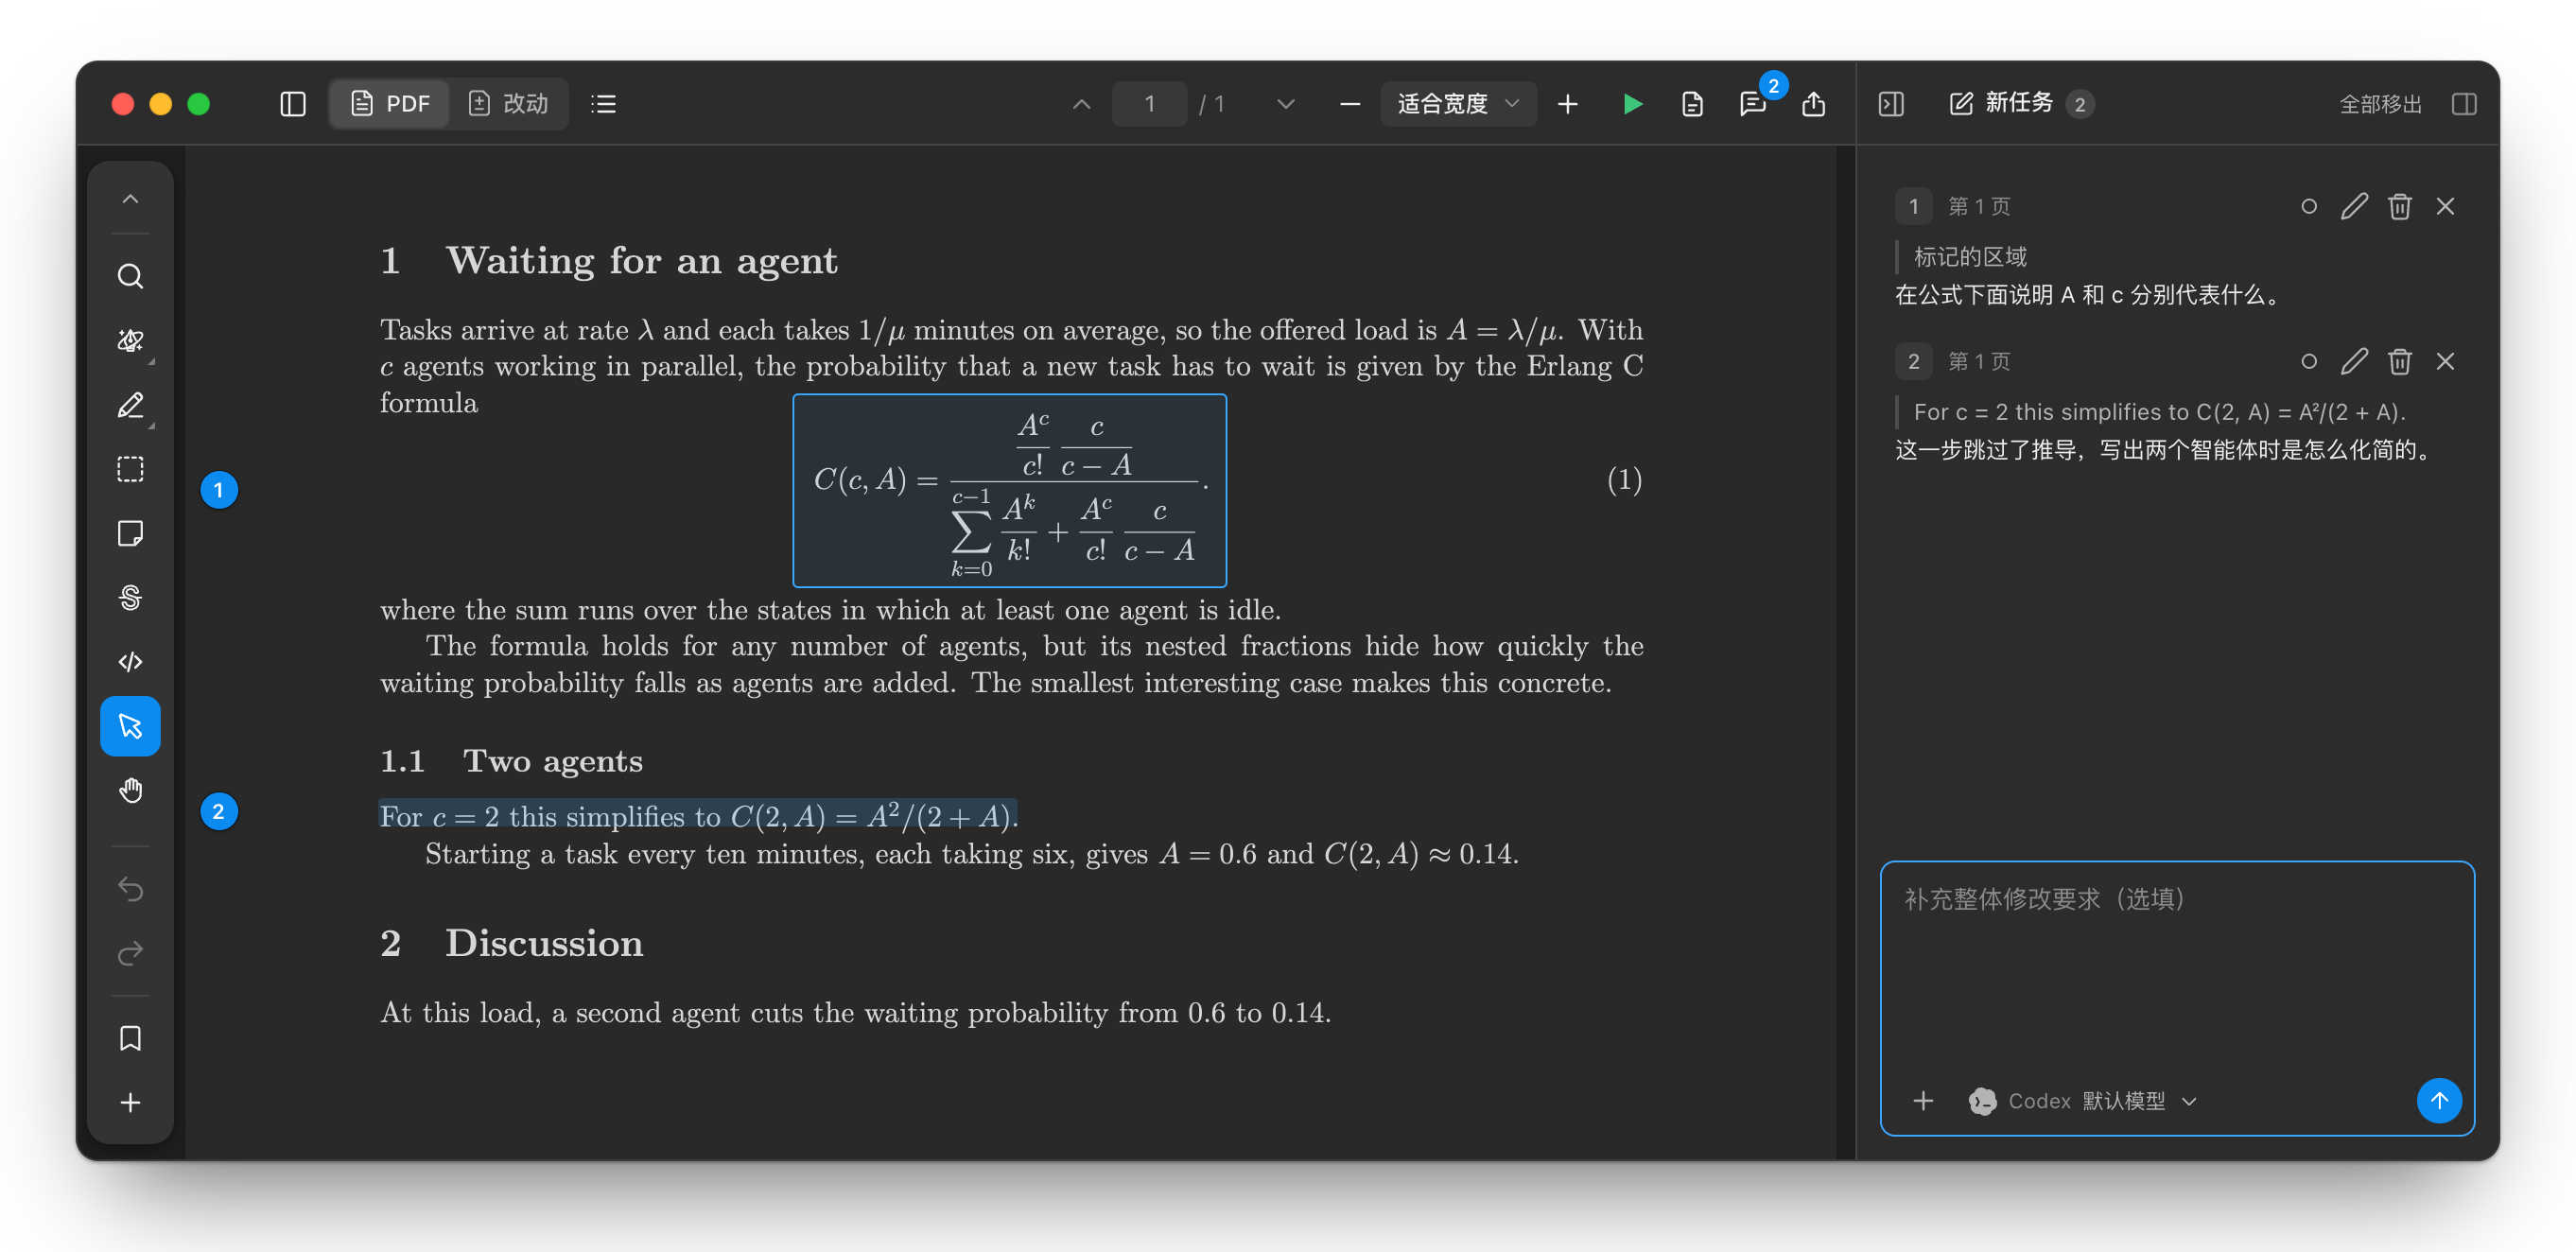 PDF
改动
1 / 1
适合宽度
2
新任务 2
全部移出
1 Waiting for an agent
Tasks arrive at rate λ and each takes 1/μ minutes on average, so the offered load is A = λ/μ. With
c agents working in parallel, the probability that a new task has to wait is given by the Erlang C
formula
1
C(c, A) = \frac{\frac{A^c}{c!} \frac{c}{c − A}}{\sum_{k=0}^{c−1} \frac{A^k}{k!} + \frac{A^c}{c!} \frac{c}{c − A}}. (1)
where the sum runs over the states in which at least one agent is idle.
The formula holds for any number of agents, but its nested fractions hide how quickly the
waiting probability falls as agents are added. The smallest interesting case makes this concrete.
1.1 Two agents
2
For c = 2 this simplifies to C(2, A) = A²/(2 + A).
Starting a task every ten minutes, each taking six, gives A = 0.6 and C(2, A) ≈ 0.14.
2 Discussion
At this load, a second agent cuts the waiting probability from 0.6 to 0.14.
1 第 1 页
标记的区域
在公式下面说明 A 和 c 分别代表什么。
2 第 1 页
For c = 2 this simplifies to C(2, A) = A²/(2 + A).
这一步跳过了推导，写出两个智能体时是怎么化简的。
补充整体修改要求（选填）
Codex 默认模型